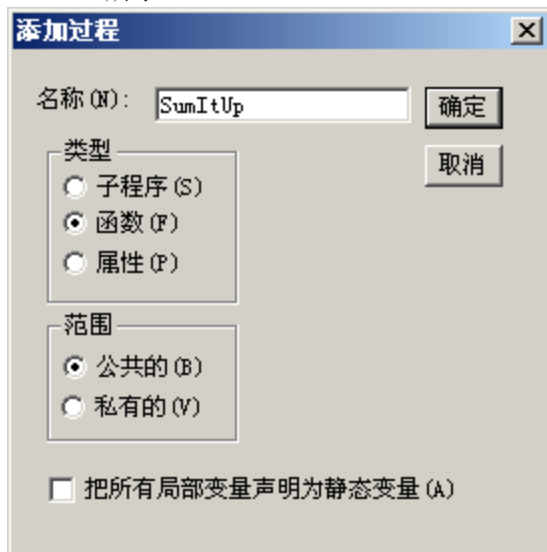 添加过程
名称(N): SumItUp 确定
类型 取消
子程序(S)
函数(F)
属性(P)
范围
公共的(B)
私有的(V)
把所有局部变量声明为静态变量(A)